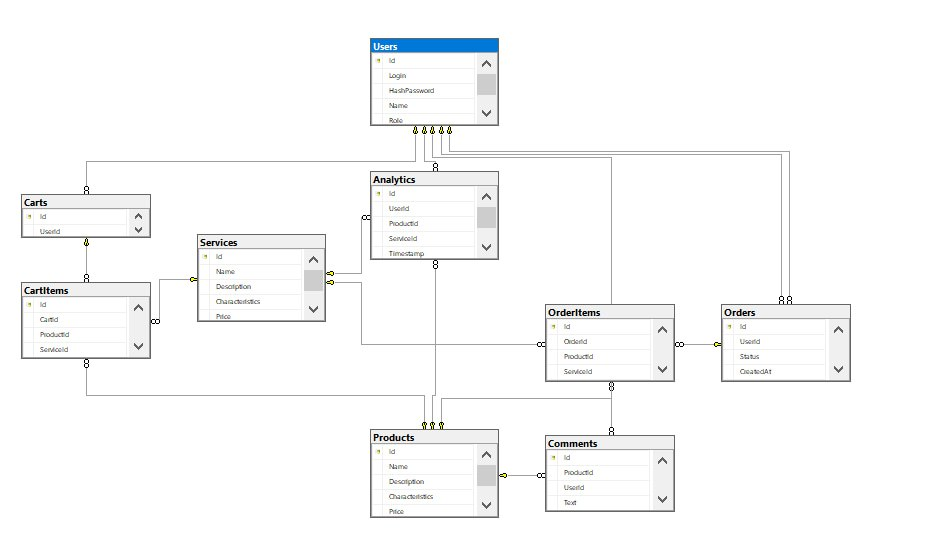 Users
Id
Login
HashPassword
Name
Role
Analytics
Id
UserId
ProductId
ServiceId
Timestamp
Carts
Id
UserId
Services
Id
Name
Description
Characteristics
Price
CartItems
Id
CartId
ProductId
ServiceId
OrderItems
Id
OrderId
ProductId
ServiceId
Orders
Id
UserId
Status
CreatedAt
Products
Id
Name
Description
Characteristics
Price
Comments
Id
ProductId
UserId
Text